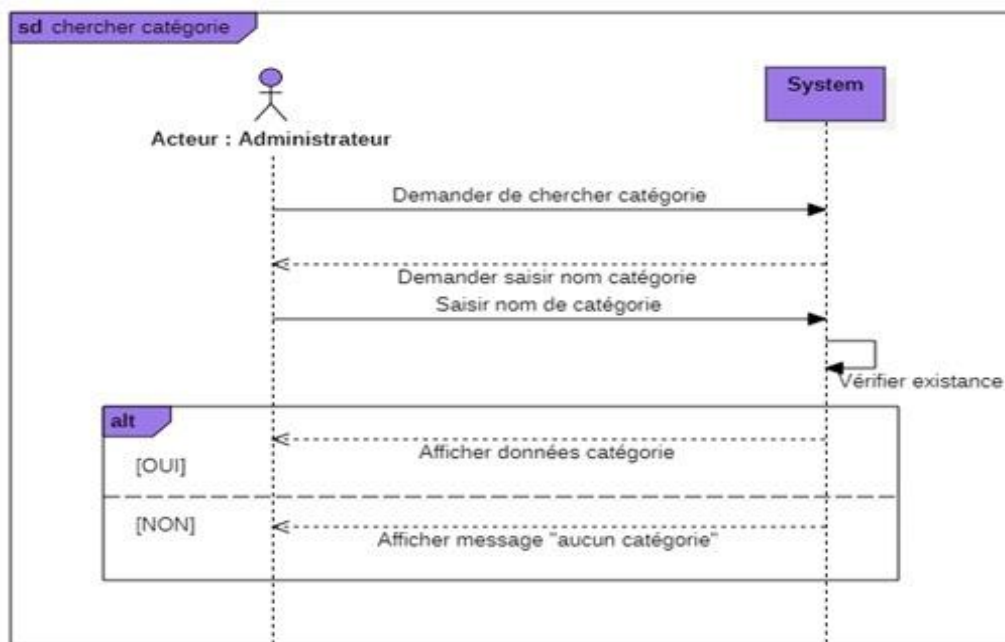 sd chercher catégorie
System
Acteur : Administrateur
Demander de chercher catégorie
Demander saisir nom catégorie
Saisir nom de catégorie
Vérifier existance
alt
Afficher données catégorie
[OUI]
[NON]
Afficher message "aucun catégorie"